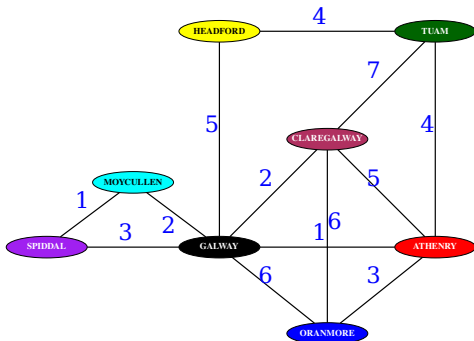 HEADFORD 4 TUAM
7
5 4
CLAREGALWAY
MOYCULLEN 2 5
1 2 6
SPIDDAL 3 GALWAY 1 ATHENRY
6 3
ORANMORE